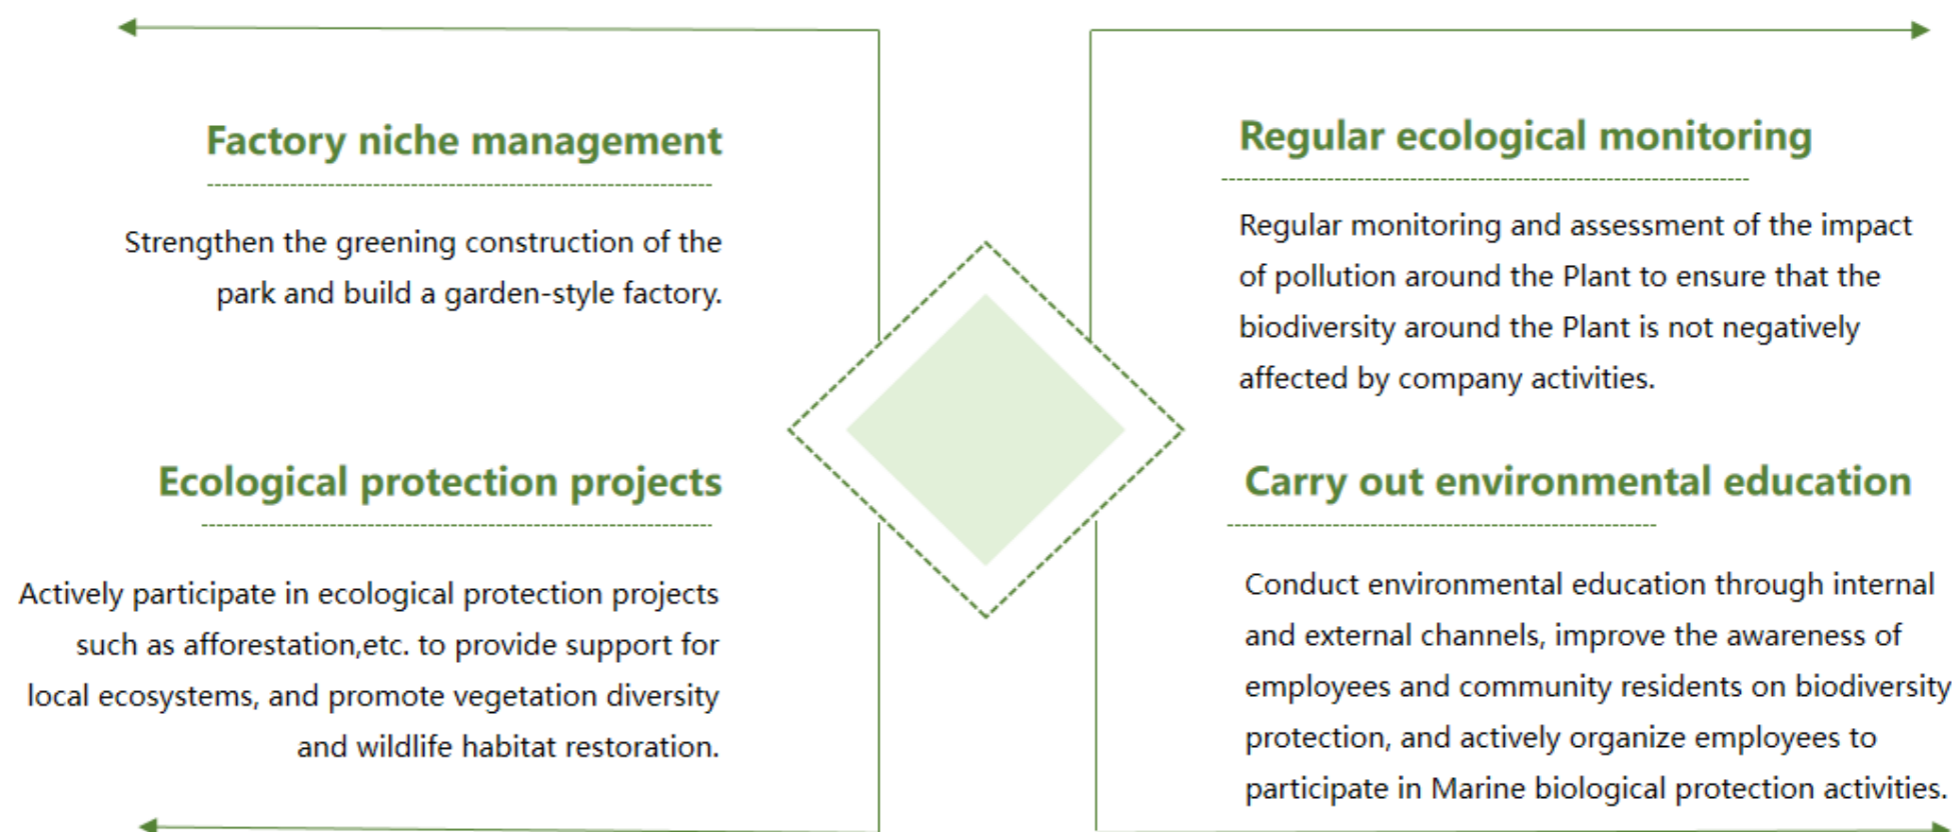 Factory niche management
Strengthen the greening construction of the
park and build a garden-style factory.
Regular ecological monitoring
Regular monitoring and assessment of the impact
of pollution around the Plant to ensure that the
biodiversity around the Plant is not negatively
affected by company activities.
Ecological protection projects
Actively participate in ecological protection projects
such as afforestation,etc. to provide support for
local ecosystems, and promote vegetation diversity
and wildlife habitat restoration.
Carry out environmental education
Conduct environmental education through internal
and external channels, improve the awareness of
employees and community residents on biodiversity
protection, and actively organize employees to
participate in Marine biological protection activities.